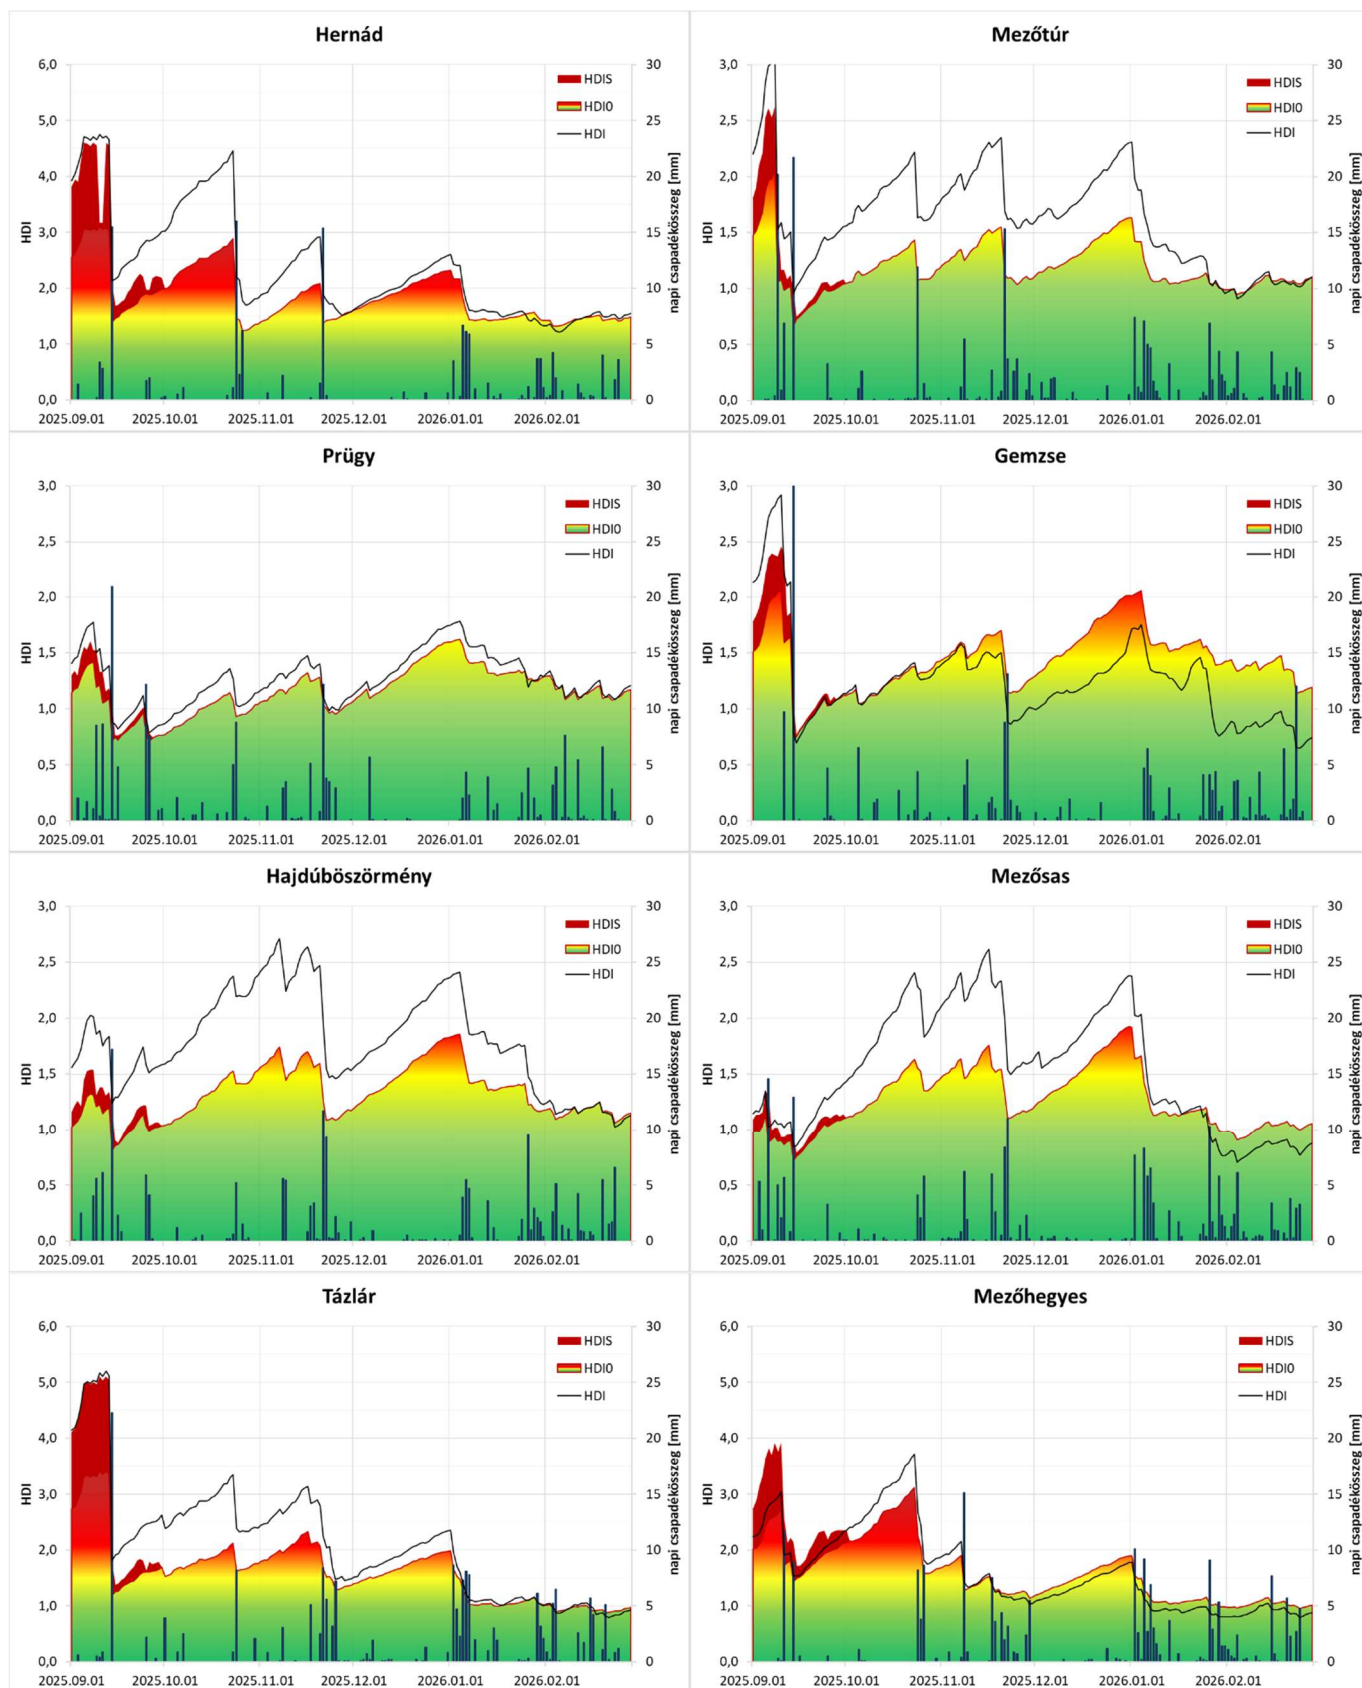 Hernád
6,0 30
HDIS
5,0 25
HDI0
HDI
4,0 20
HDI 3,0 15 napi csapadékösszeg [mm]
2,0 10
1,0 5
0,0 0
2025.09.01 2025.10.01 2025.11.01 2025.12.01 2026.01.01 2026.02.01
Mezőtúr
3,0 30
HDIS
HDI0
2,5 25
HDI
2,0 20
HDI 1,5 15 napi csapadékösszeg [mm]
1,0 10
0,5 5
0,0 0
2025.09.01 2025.10.01 2025.11.01 2025.12.01 2026.01.01 2026.02.01
Prügy
3,0 30
HDIS
HDI0
2,5 25
HDI
2,0 20
HDI 1,5 15 napi csapadékösszeg [mm]
1,0 10
0,5 5
0,0 0
2025.09.01 2025.10.01 2025.11.01 2025.12.01 2026.01.01 2026.02.01
Gemzse
3,0 30
HDIS
HDI0
2,5 25
HDI
2,0 20
HDI 1,5 15 napi csapadékösszeg [mm]
1,0 10
0,5 5
0,0 0
2025.09.01 2025.10.01 2025.11.01 2025.12.01 2026.01.01 2026.02.01
Hajdúböszörmény
3,0 30
HDIS
HDI0
2,5 25
HDI
2,0 20
HDI 1,5 15 napi csapadékösszeg [mm]
1,0 10
0,5 5
0,0 0
2025.09.01 2025.10.01 2025.11.01 2025.12.01 2026.01.01 2026.02.01
Mezősas
3,0 30
HDIS
HDI0
2,5 25
HDI
2,0 20
HDI 1,5 15 napi csapadékösszeg [mm]
1,0 10
0,5 5
0,0 0
2025.09.01 2025.10.01 2025.11.01 2025.12.01 2026.01.01 2026.02.01
Tázlár
6,0 30
HDIS
HDI0
5,0 25
HDI
4,0 20
HDI 3,0 15 napi csapadékösszeg [mm]
2,0 10
1,0 5
0,0 0
2025.09.01 2025.10.01 2025.11.01 2025.12.01 2026.01.01 2026.02.01
Mezőhegyes
6,0 30
HDIS
HDI0
5,0 25
HDI
4,0 20
HDI 3,0 15 napi csapadékösszeg [mm]
2,0 10
1,0 5
0,0 0
2025.09.01 2025.10.01 2025.11.01 2025.12.01 2026.01.01 2026.02.01